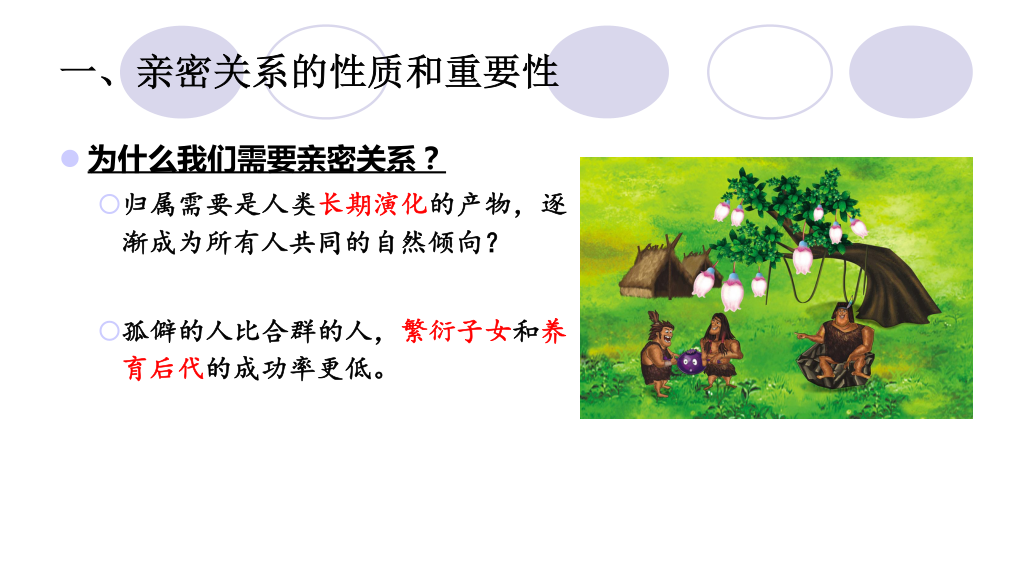 一、亲密关系的性质和重要性
为什么我们需要亲密关系？
归属需要是人类长期演化的产物，逐
渐成为所有人共同的自然倾向？
孤僻的人比合群的人，繁衍子女和养
育后代的成功率更低。